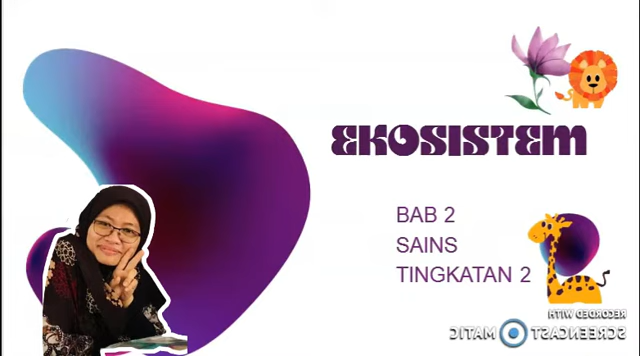 EKOSISTEM
BAB 2
SAINS
TINGKATAN 2
RECORDED WITH
SCREENCAST MATIC